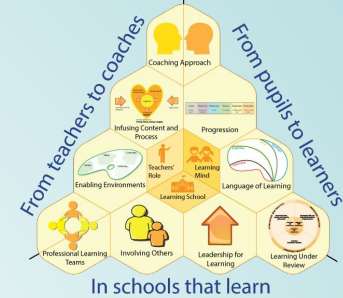 From teachers to coaches
From pupils to learners
Coaching Approach
Infusing Content and
Process
Progression
Enabling Environments
Teachers'
Role
Learning
Mind
Learning School
Language of Learning
Professional Learning
Teams
Involving Others
Leadership for
Learning
Learning Under
Review
In schools that learn